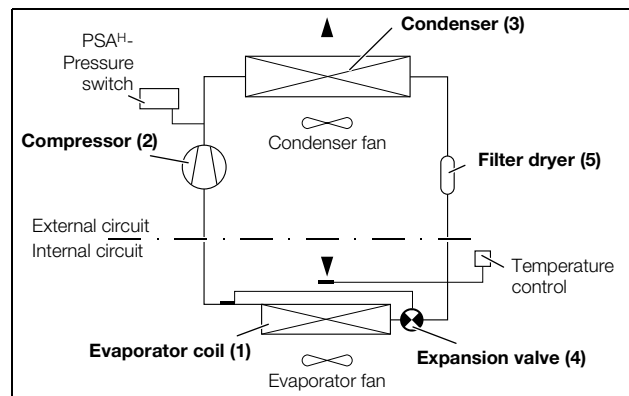 Condenser (3)
PSAᴴ-
Pressure
switch
Condenser fan
Compressor (2)
Filter dryer (5)
External circuit
Internal circuit
Temperature
control
Evaporator coil (1)
Expansion valve (4)
Evaporator fan